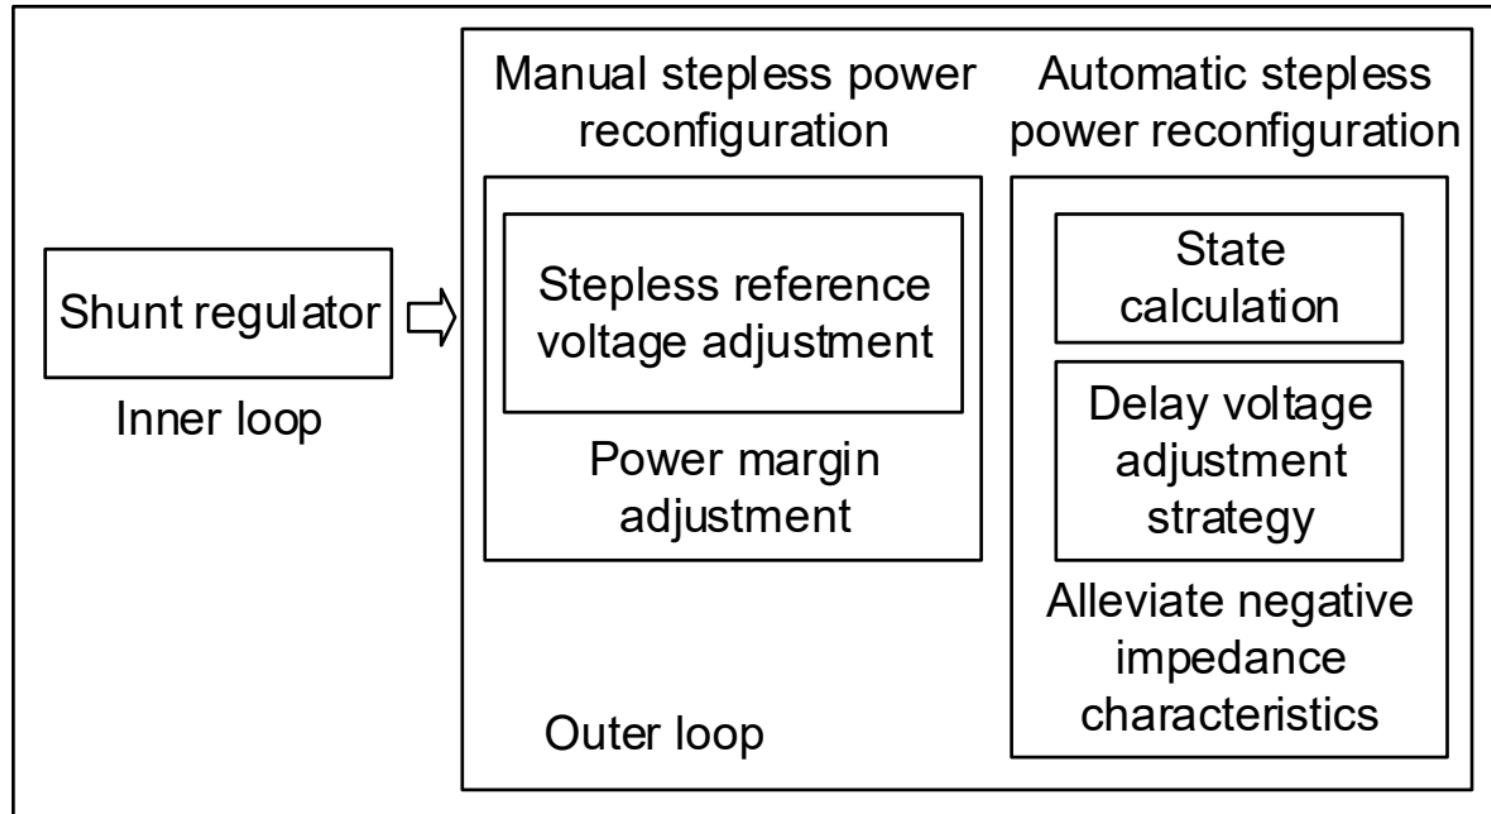 Shunt regulator
Inner loop
Manual stepless power
reconfiguration
Stepless reference
voltage adjustment
Power margin
adjustment
Outer loop
Automatic stepless
power reconfiguration
State
calculation
Delay voltage
adjustment
strategy
Alleviate negative
impedance
characteristics